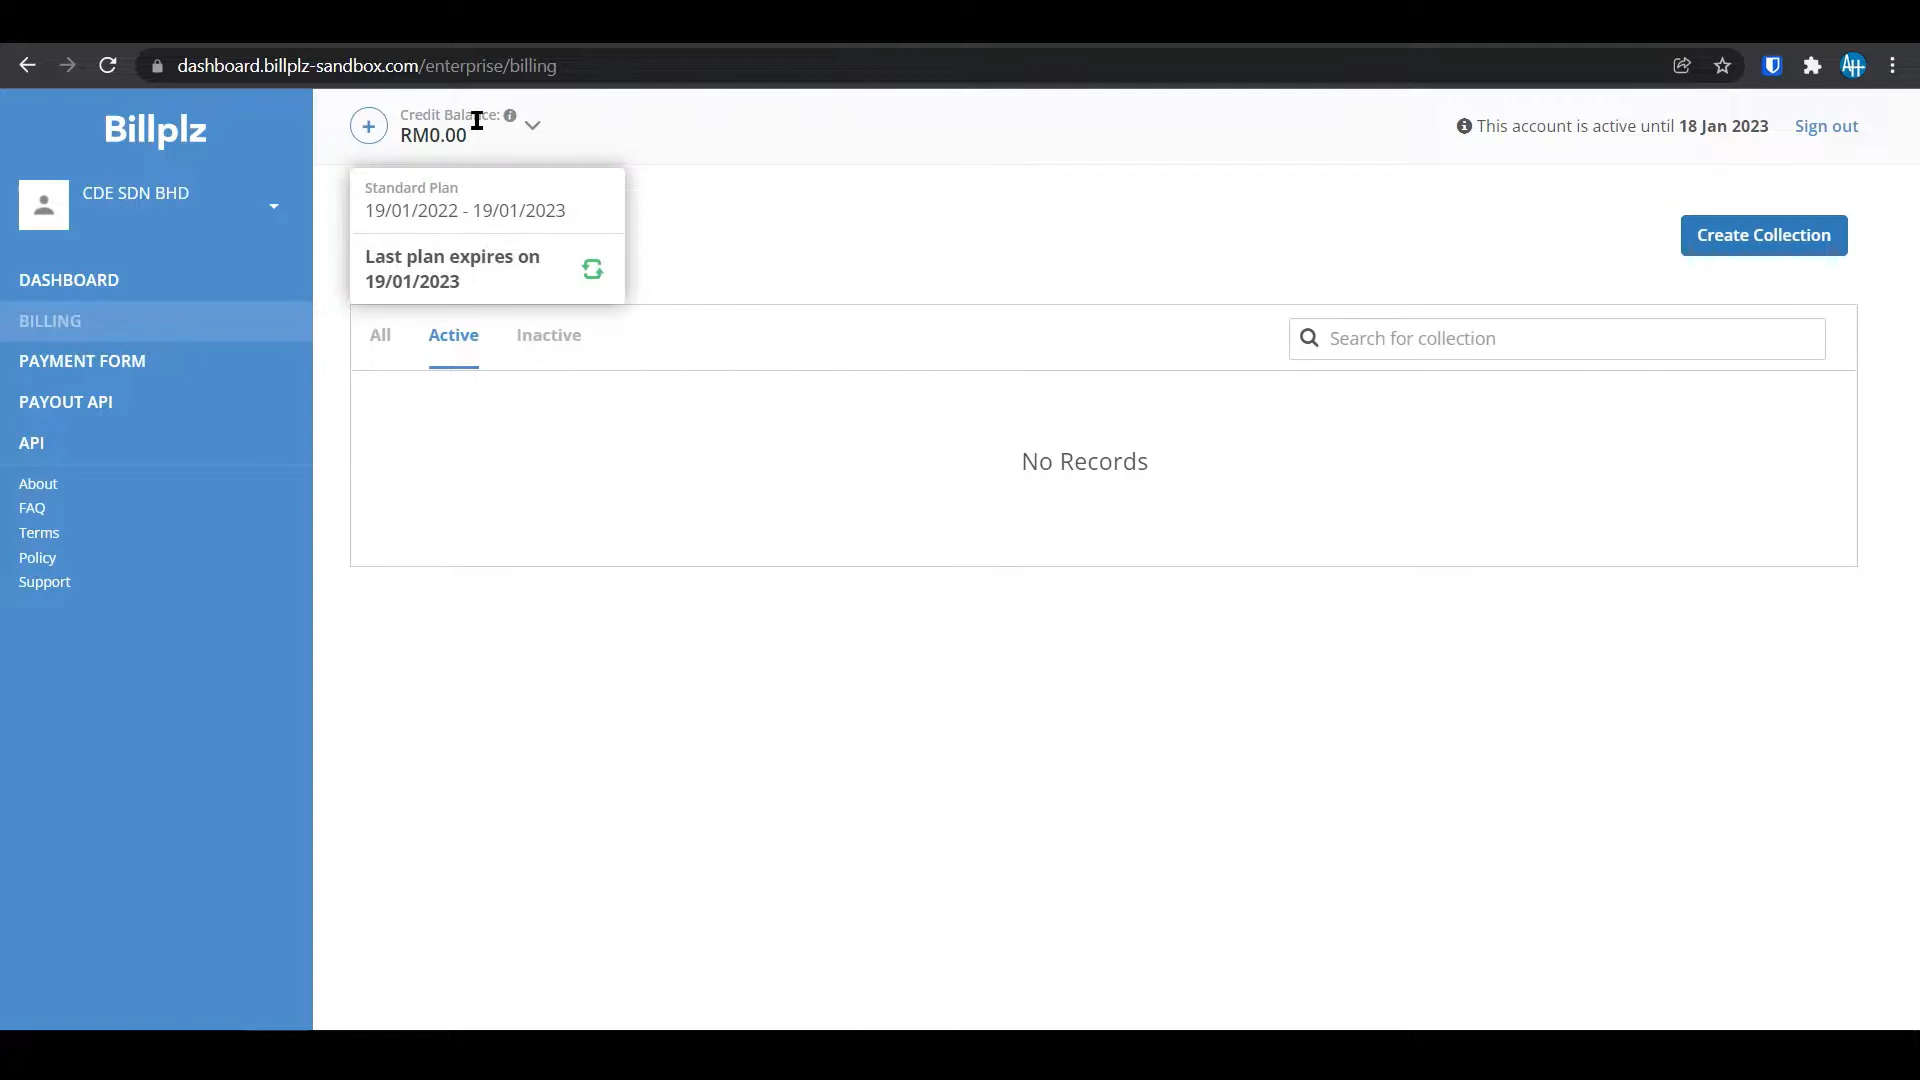 dashboard.billplz-sandbox.com/enterprise/billing
Billplz
CDE SDN BHD
DASHBOARD
BILLING
PAYMENT FORM
PAYOUT API
API
About
FAQ
Terms
Policy
Support
Credit Balance:
RM0.00
This account is active until 18 Jan 2023
Sign out
Standard Plan
19/01/2022 - 19/01/2023
Last plan expires on
19/01/2023
Create Collection
All Active Inactive
Search for collection
No Records